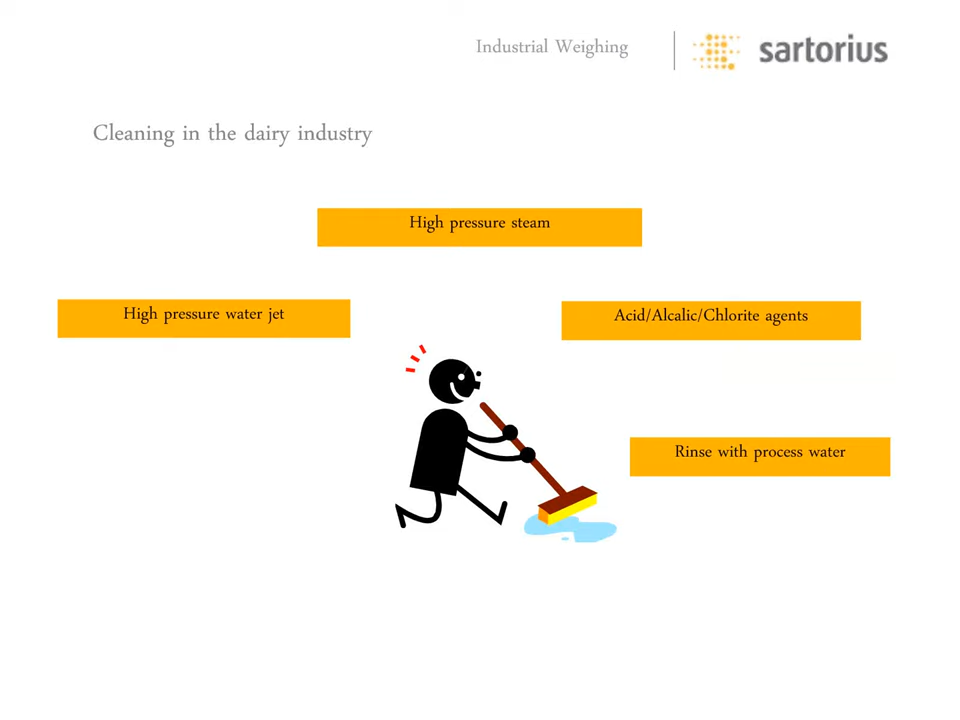 Industrial Weighing
sartorius
Cleaning in the dairy industry
High pressure steam
High pressure water jet
Acid/Alcalic/Chlorite agents
Rinse with process water